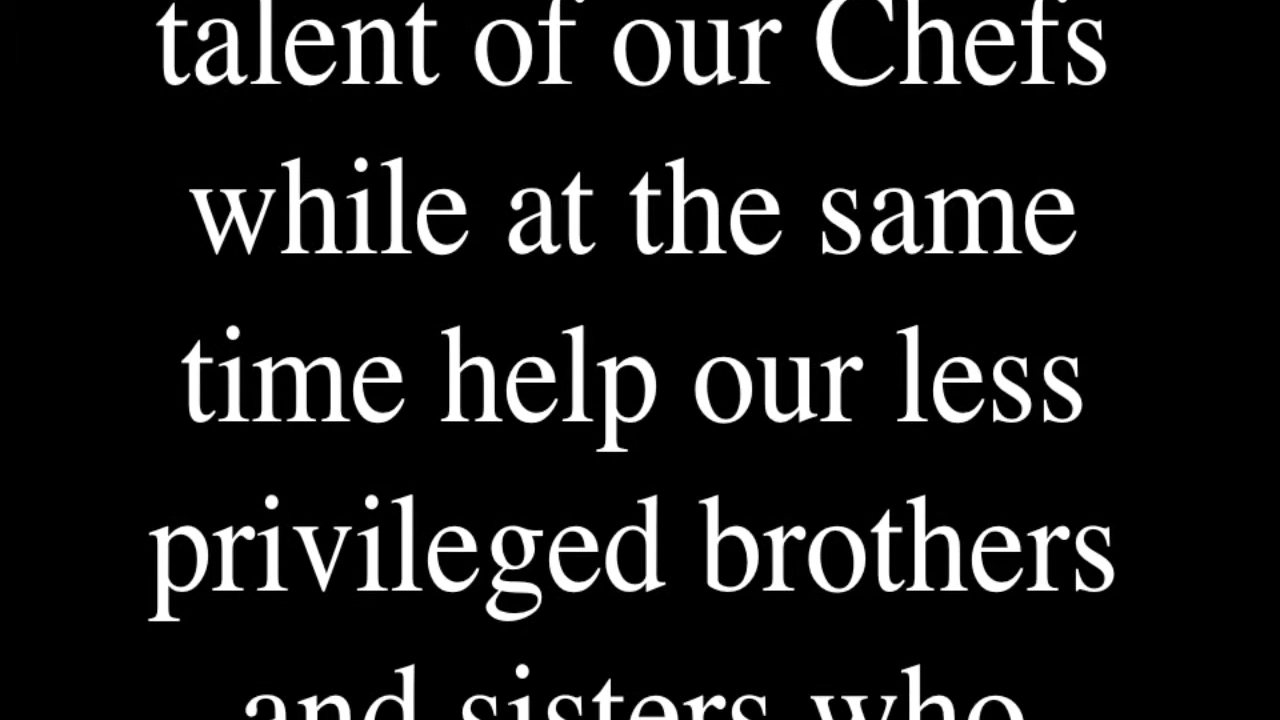 talent of our Chefs
while at the same
time help our less
privileged brothers
and sisters who